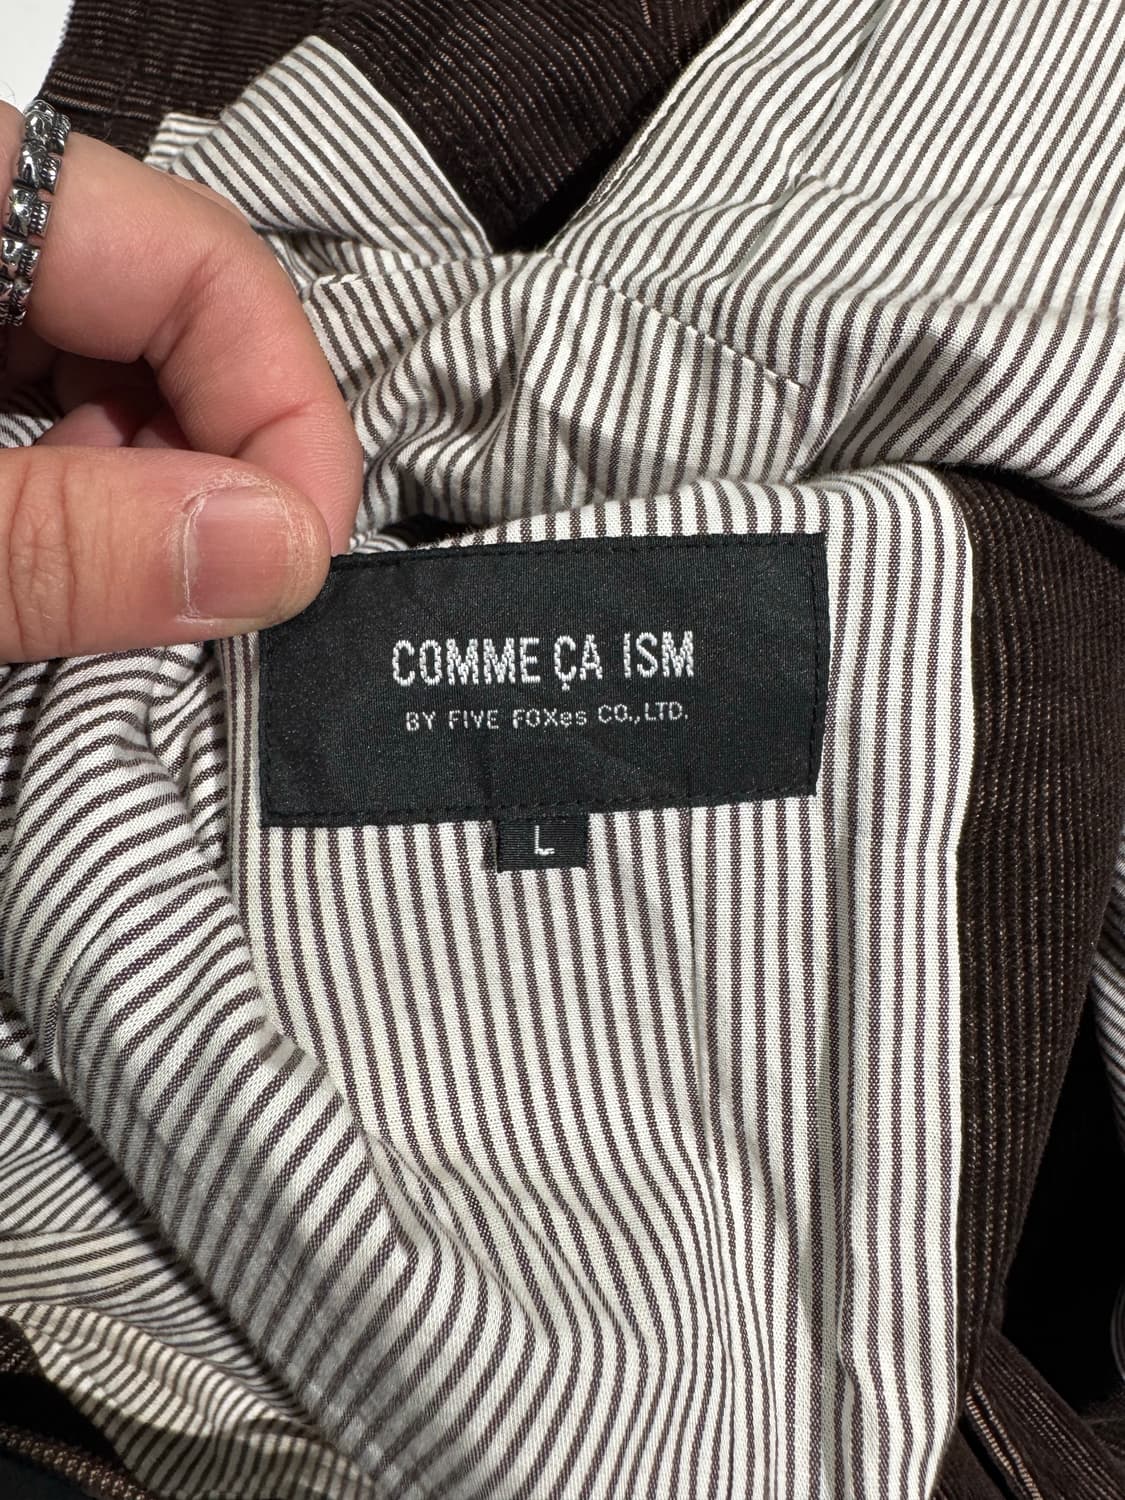 COMME ÇA ISM
BY FIVE FOXes CO.,LTD.
L